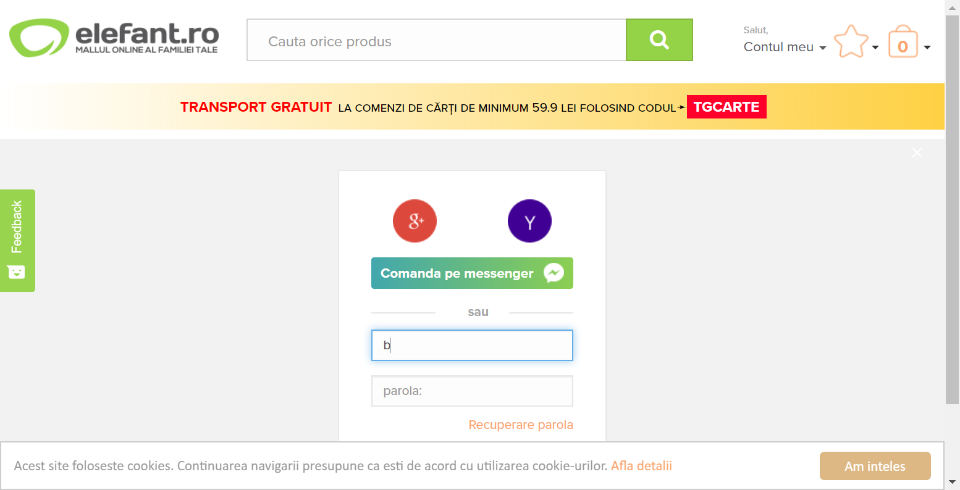 elefant.ro
MALLUL ONLINE AL FAMILIEI TALE
Cauta orice produs
Salut,
Contul meu
0
TRANSPORT GRATUIT LA COMENZI DE CĂRȚI DE MINIMUM 59.9 LEI FOLOSIND CODUL TGCARTE
Feedback
g+
Y
Comanda pe messenger
sau
b
parola:
Recuperare parola
Acest site foloseste cookies. Continuarea navigarii presupune ca esti de acord cu utilizarea cookie-urilor. Afla detalii
Am inteles